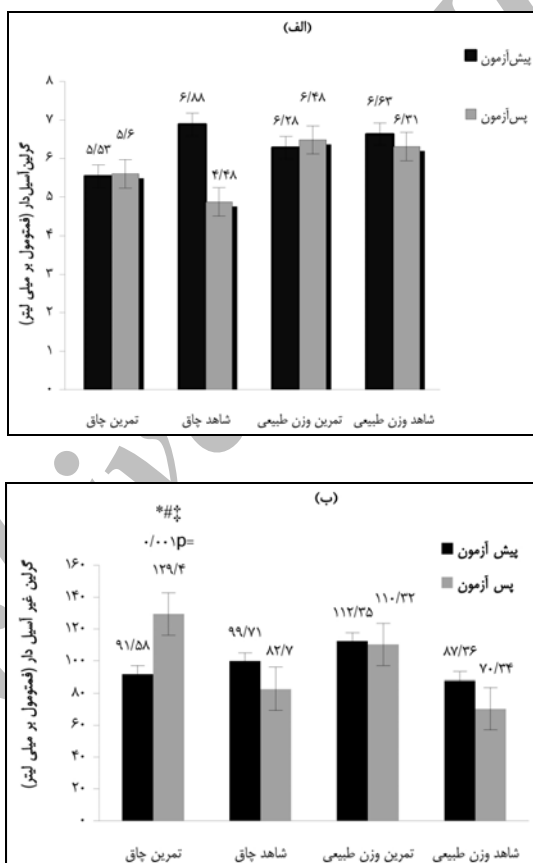 (الف)
پیش‌آزمون
پس‌آزمون
گرلین آسیل‌دار (فمتومول بر میلی لیتر)
۸
۷
۶
۵
۴
۳
۲
۱
۰
۵/۵۳
۵/۶
۶/۸۸
۴/۴۸
۶/۲۸
۶/۴۸
۶/۶۳
۶/۳۱
تمرین چاق
شاهد چاق
تمرین وزن طبیعی
شاهد وزن طبیعی
(ب)
*#‡
۰/۰۰۱p=
پیش آزمون
پس آزمون
گرلین غیر آسیل دار (فمتومول بر میلی لیتر)
۱۶۰
۱۴۰
۱۲۰
۱۰۰
۸۰
۶۰
۴۰
۲۰
۰
۹۱/۵۸
۱۲۹/۴
۹۹/۷۱
۸۲/۷
۱۱۲/۳۵
۱۱۰/۳۲
۸۷/۳۶
۷۰/۳۴
تمرین چاق
شاهد چاق
تمرین وزن طبیعی
شاهد وزن طبیعی